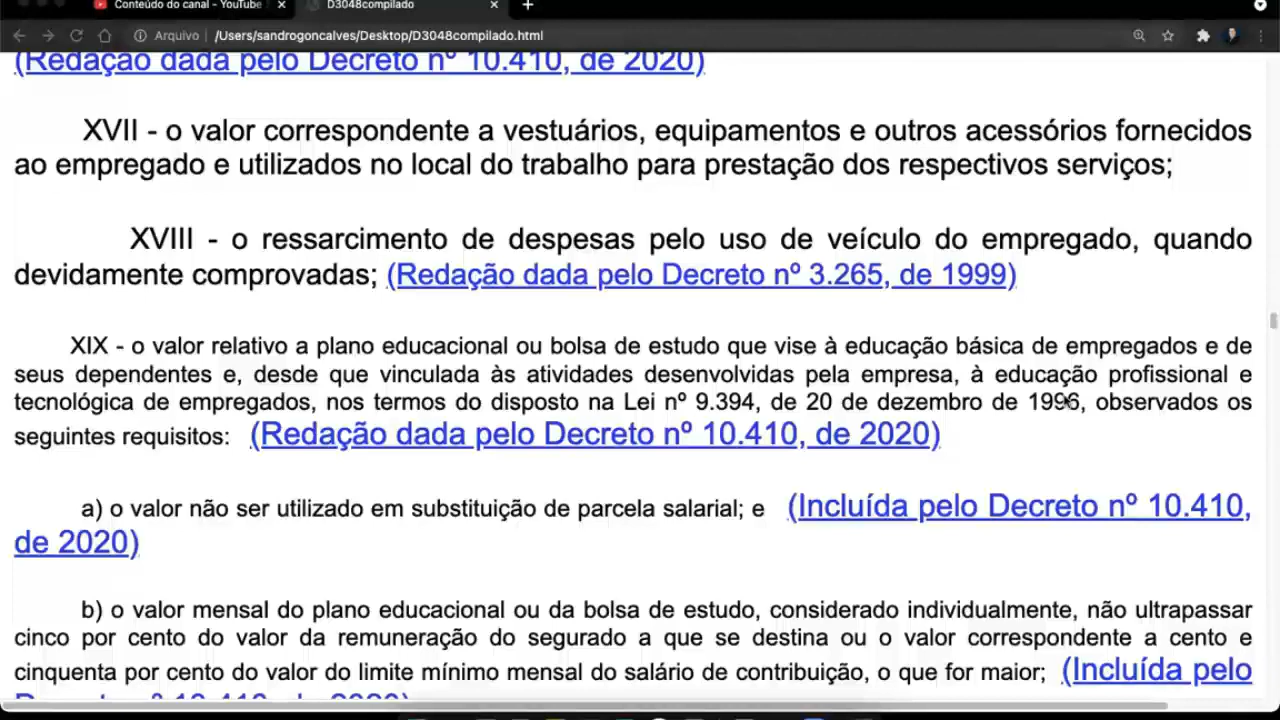 Conteúdo do canal - YouTube
D3048compilado
Arquivo
/Users/sandrogoncalves/Desktop/D3048compilado.html
(Redação dada pelo Decreto nº 10.410, de 2020)
XVII - o valor correspondente a vestuários, equipamentos e outros acessórios fornecidos
ao empregado e utilizados no local do trabalho para prestação dos respectivos serviços;
XVIII - o ressarcimento de despesas pelo uso de veículo do empregado, quando
devidamente comprovadas; (Redação dada pelo Decreto nº 3.265, de 1999)
XIX - o valor relativo a plano educacional ou bolsa de estudo que vise à educação básica de empregados e de
seus dependentes e, desde que vinculada às atividades desenvolvidas pela empresa, à educação profissional e
tecnológica de empregados, nos termos do disposto na Lei nº 9.394, de 20 de dezembro de 1996, observados os
seguintes requisitos: (Redação dada pelo Decreto nº 10.410, de 2020)
a) o valor não ser utilizado em substituição de parcela salarial; e (Incluída pelo Decreto nº 10.410,
de 2020)
b) o valor mensal do plano educacional ou da bolsa de estudo, considerado individualmente, não ultrapassar
cinco por cento do valor da remuneração do segurado a que se destina ou o valor correspondente a cento e
cinquenta por cento do valor do limite mínimo mensal do salário de contribuição, o que for maior; (Incluída pelo
Decreto nº 10.410, de 2020)